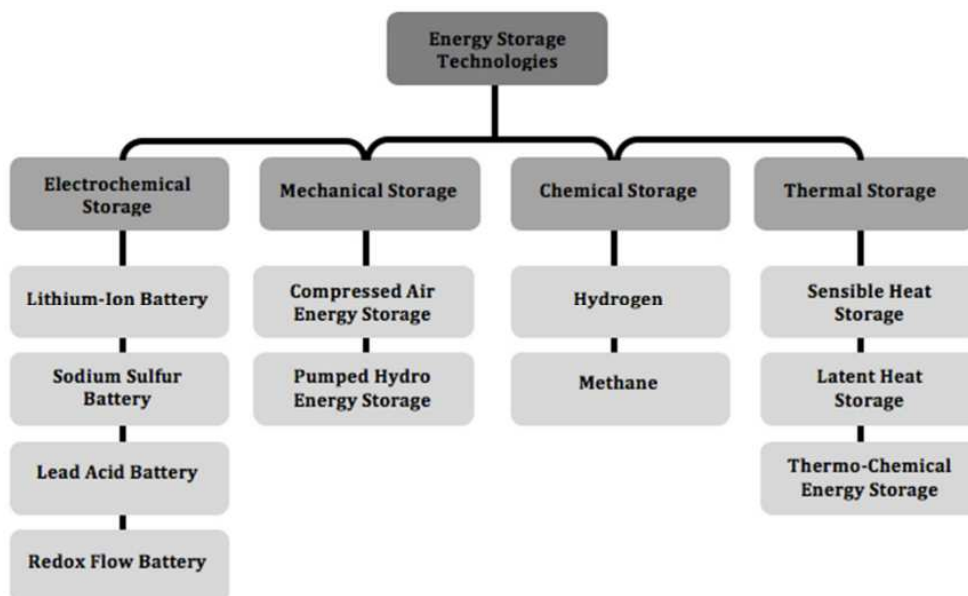 Energy Storage
Technologies
Electrochemical
Storage
Mechanical Storage
Chemical Storage
Thermal Storage
Lithium-Ion Battery
Compressed Air
Energy Storage
Hydrogen
Sensible Heat
Storage
Sodium Sulfur
Battery
Pumped Hydro
Energy Storage
Methane
Latent Heat
Storage
Lead Acid Battery
Thermo-Chemical
Energy Storage
Redox Flow Battery